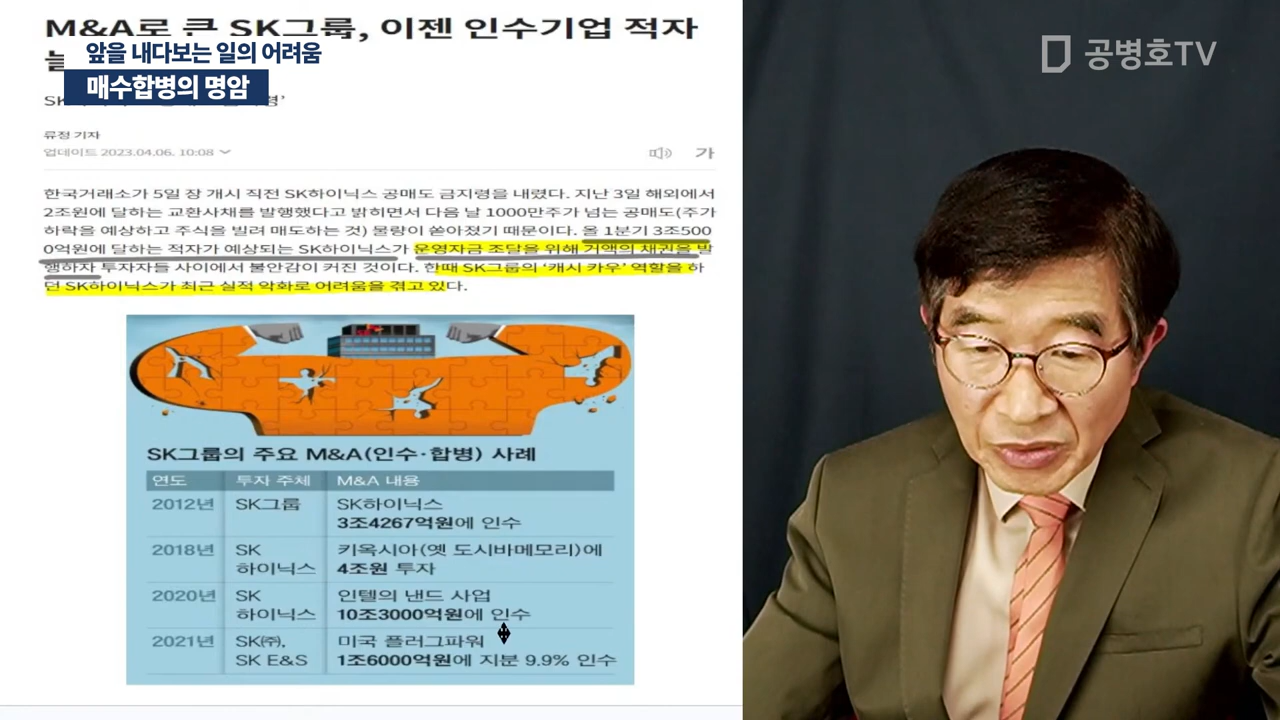 M&A로 큰 SK그룹, 이젠 인수기업 적자
앞을 내다보는 일의 어려움
매수합병의 명암
SK
류정 기자
업데이트 2023.04.06. 10:08
가
공병호TV
한국거래소가 5일 장 개시 직전 SK하이닉스 공매도 금지령을 내렸다. 지난 3일 해외에서
2조원에 달하는 교환사채를 발행했다고 밝히면서 다음 날 1000만주가 넘는 공매도(주가
하락을 예상하고 주식을 빌려 매도하는 것) 물량이 쏟아졌기 때문이다. 올 1분기 3조500
0억원에 달하는 적자가 예상되는 SK하이닉스가 운영자금 조달을 위해 거액의 채권을 발
행하자 투자자들 사이에서 불안감이 커진 것이다. 한때 SK그룹의 ‘캐시 카우’ 역할을 하
던 SK하이닉스가 최근 실적 악화로 어려움을 겪고 있다.
SK그룹의 주요 M&A(인수·합병) 사례
연도 투자 주체 M&A 내용
2012년 SK그룹 SK하이닉스
3조4267억원에 인수
2018년 SK 키옥시아(옛 도시바메모리)에
하이닉스 4조원 투자
2020년 SK 인텔의 낸드 사업
하이닉스 10조3000억원에 인수
2021년 SK㈜, 미국 플러그파워
SK E&S 1조6000억원에 지분 9.9% 인수